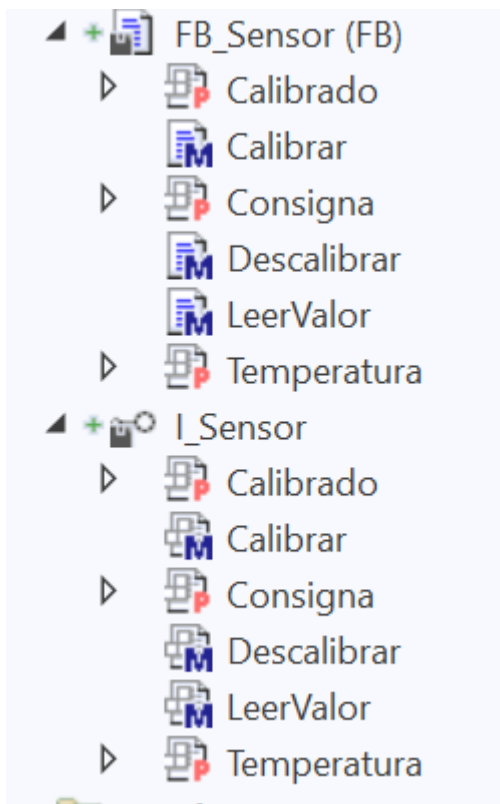 FB_Sensor (FB)
Calibrado
Calibrar
Consigna
Descalibrar
LeerValor
Temperatura
I_Sensor
Calibrado
Calibrar
Consigna
Descalibrar
LeerValor
Temperatura